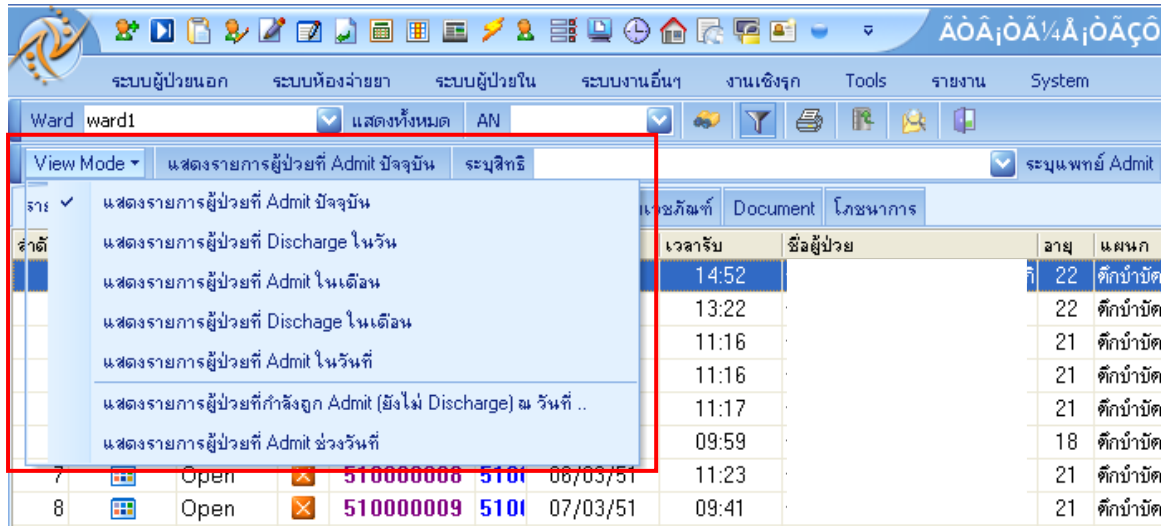 ÃÒÂ¡ÒÃ¼Å¡ÒÃÇÔ
ระบบผู้ป่วยนอก ระบบห้องจ่ายยา ระบบผู้ป่วยใน ระบบงานอื่นๆ งานเชิงรุก Tools รายงาน System
Ward ward1 แสดงทั้งหมด AN
View Mode แสดงรายการผู้ป่วยที่ Admit ปัจจุบัน ระบุสิทธิ ระบุแพทย์ Admit
Document โภชนาการ
แสดงรายการผู้ป่วยที่ Admit ปัจจุบัน
แสดงรายการผู้ป่วยที่ Discharge ในวัน
แสดงรายการผู้ป่วยที่ Admit ในเดือน
แสดงรายการผู้ป่วยที่ Dischage ในเดือน
แสดงรายการผู้ป่วยที่ Admit ในวันที่
แสดงรายการผู้ป่วยที่กำลังถูก Admit (ยังไม่ Discharge) ณ วันที่ ..
แสดงรายการผู้ป่วยที่ Admit ช่วงวันที่
เวลารับ ชื่อผู้ป่วย อายุ แผนก
14:52 22 ตึกบำบัด
13:22 22 ตึกบำบัด
11:16 21 ตึกบำบัด
11:16 21 ตึกบำบัด
11:17 21 ตึกบำบัด
09:59 18 ตึกบำบัด
7 Open 510000008 510 06/03/51 11:23 21 ตึกบำบัด
8 Open 510000009 510 07/03/51 09:41 21 ตึกบำบัด